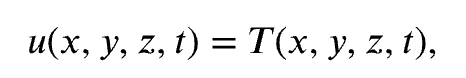 u(x, y, z, t) = T(x, y, z, t),